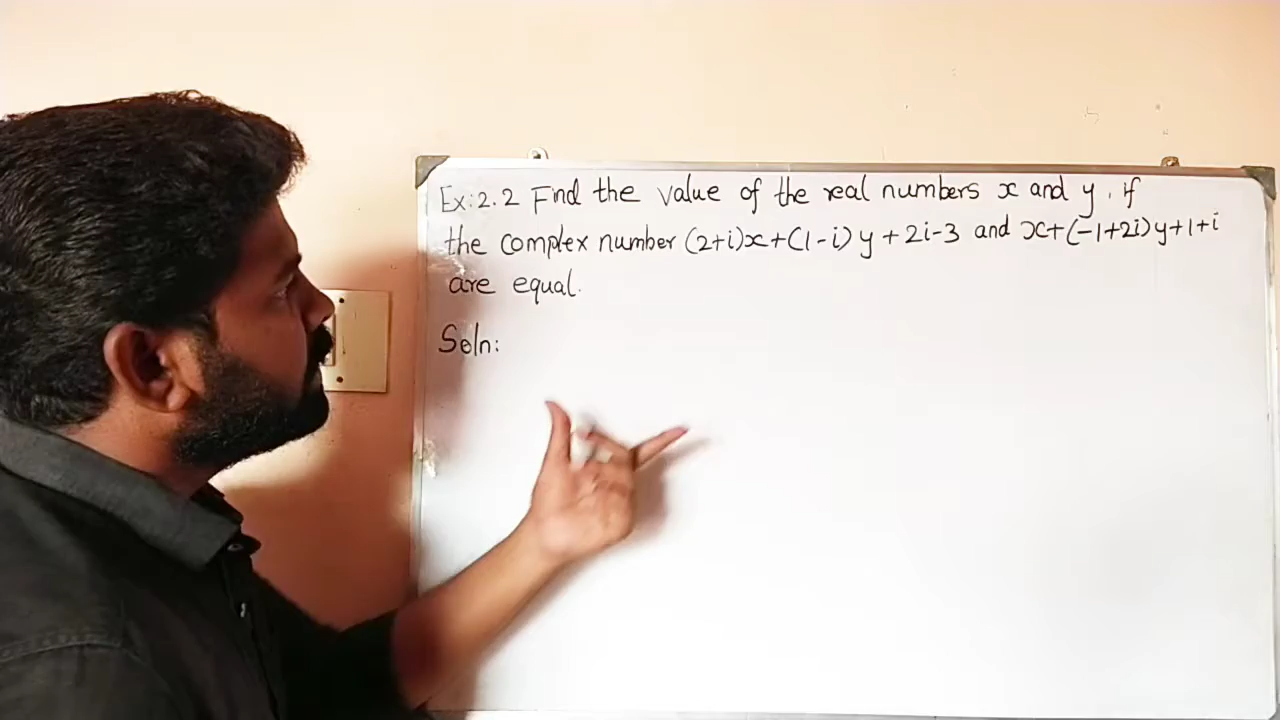 Ex: 2.2 Find the value of the real numbers x and y, if
the complex number (2+i)x+(1-i)y+2i-3 and x+(-1+2i)y+1+i
are equal.
Soln: